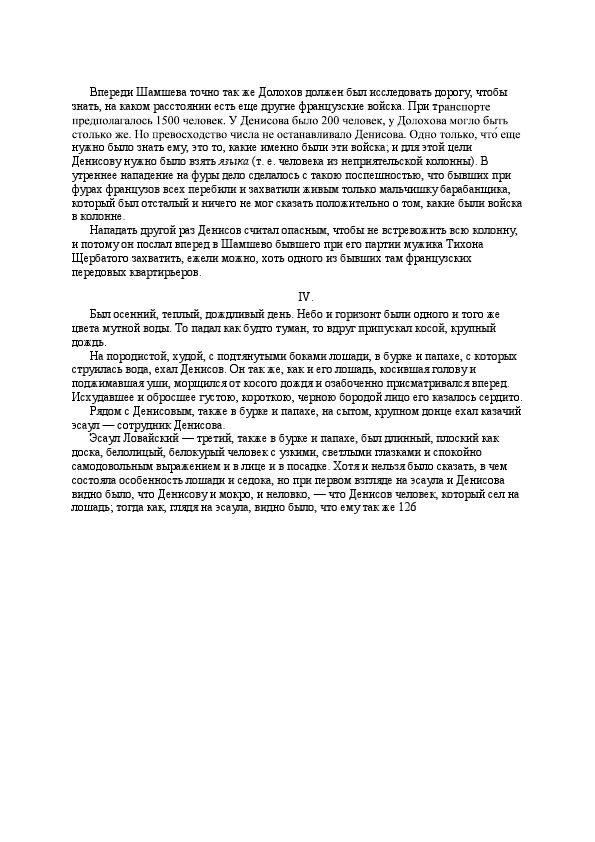 Впереди Шамшева точно так же Долохов должен был исследовать дорогу, чтобы
знать, на каком расстоянии есть еще другие французские войска. При транспорте
предполагалось 1500 человек. У Денисова было 200 человек, у Долохова могло быть
столько же. Но превосходство числа не останавливало Денисова. Одно только, что́ еще
нужно было знать ему, это то, какие именно были эти войска; и для этой цели
Денисову нужно было взять языка (т. е. человека из неприятельской колонны). В
утреннее нападение на фуры дело сделалось с такою поспешностью, что бывших при
фурах французов всех перебили и захватили живым только мальчишку барабанщика,
который был отсталый и ничего не мог сказать положительно о том, какие были войска
в колонне.
Нападать другой раз Денисов считал опасным, чтобы не встревожить всю колонну,
и потому он послал вперед в Шамшево бывшего при его партии мужика Тихона
Щербатого захватить, ежели можно, хоть одного из бывших там французских
передовых квартирьеров.
IV.
Был осенний, теплый, дождливый день. Небо и горизонт были одного и того же
цвета мутной воды. То падал как будто туман, то вдруг припускал косой, крупный
дождь.
На породистой, худой, с подтянутыми боками лошади, в бурке и папахе, с которых
струилась вода, ехал Денисов. Он так же, как и его лошадь, косившая голову и
поджимавшая уши, морщился от косого дождя и озабоченно присматривался вперед.
Исхудавшее и обросшее густою, короткою, черною бородой лицо его казалось сердито.
Рядом с Денисовым, также в бурке и папахе, на сытом, крупном донце ехал казачий
эсаул — сотрудник Денисова.
Эсаул Ловайский — третий, также в бурке и папахе, был длинный, плоский как
доска, белолицый, белокурый человек с узкими, светлыми глазками и спокойно
самодовольным выражением и в лице и в посадке. Хотя и нельзя было сказать, в чем
состояла особенность лошади и седока, но при первом взгляде на эсаула и Денисова
видно было, что Денисову и мокро, и неловко, — что Денисов человек, который сел на
лошадь; тогда как, глядя на эсаула, видно было, что ему так же 126